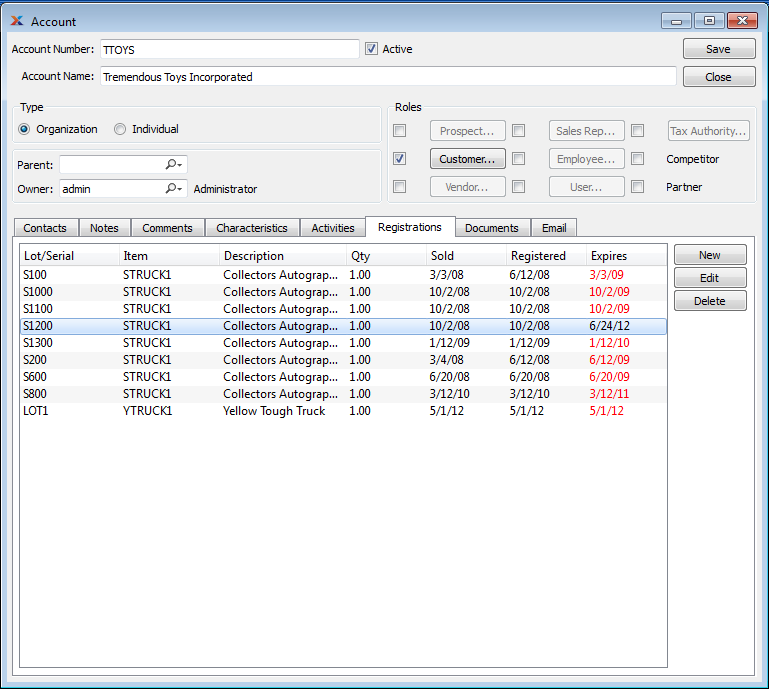 Account
Account Number: TTOYS Active Save
Account Name: Tremendous Toys Incorporated Close
Type Roles
Organization Individual Prospect... Sales Rep... Tax Authority...
Parent: Customer... Employee... Competitor
Owner: admin Administrator Vendor... User... Partner
Contacts Notes Comments Characteristics Activities Registrations Documents Email
Lot/Serial Item Description Qty Sold Registered Expires New
S100 STRUCK1 Collectors Autograp... 1.00 3/3/08 6/12/08 3/3/09 Edit
S1000 STRUCK1 Collectors Autograp... 1.00 10/2/08 10/2/08 10/2/09 Delete
S1100 STRUCK1 Collectors Autograp... 1.00 10/2/08 10/2/08 10/2/09
S1200 STRUCK1 Collectors Autograp... 1.00 10/2/08 10/2/08 6/24/12
S1300 STRUCK1 Collectors Autograp... 1.00 1/12/09 1/12/09 1/12/10
S200 STRUCK1 Collectors Autograp... 1.00 3/4/08 6/12/08 6/12/09
S600 STRUCK1 Collectors Autograp... 1.00 6/20/08 6/20/08 6/20/09
S800 STRUCK1 Collectors Autograp... 1.00 3/12/10 3/12/10 3/12/11
LOT1 YTRUCK1 Yellow Tough Truck 1.00 5/1/12 5/1/12 5/1/12